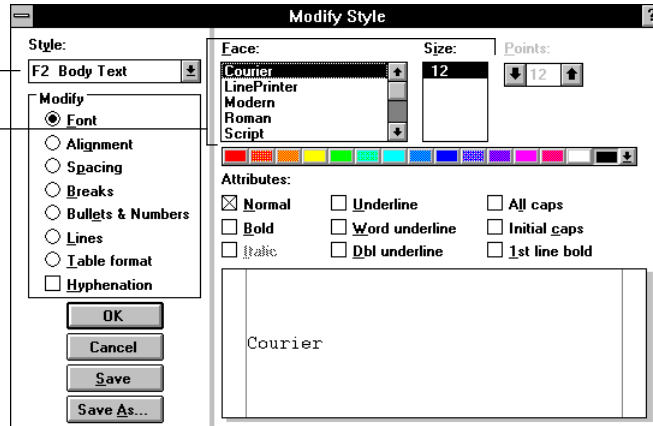 Modify Style ?
Style:
F2 Body Text
Modify
Font
Alignment
Spacing
Breaks
Bullets & Numbers
Lines
Table format
Hyphenation
OK
Cancel
Save
Save As...
Face:
Courier
LinePrinter
Modern
Roman
Script
Size:
12
Points:
12
Attributes:
Normal
Bold
Italic
Underline
Word underline
Dbl underline
All caps
Initial caps
1st line bold
Courier